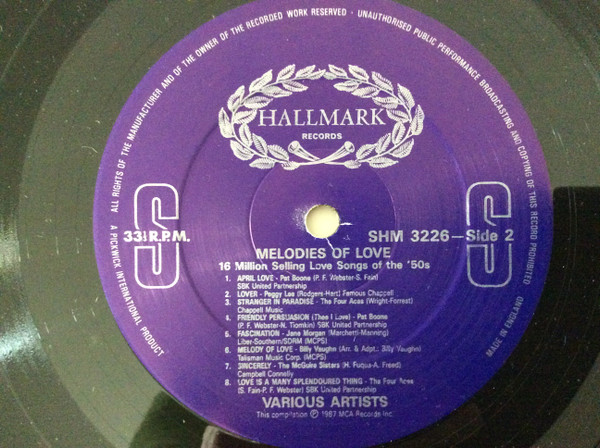 ALL RIGHTS OF THE MANUFACTURER AND OF THE OWNER OF THE RECORDED WORK RESERVED · UNAUTHORISED PUBLIC PERFORMANCE BROADCASTING AND COPYING OF THIS RECORD PROHIBITED
HALLMARK
RECORDS
33⅓ R.P.M.
SHM 3226—Side 2
MELODIES OF LOVE
16 Million Selling Love Songs of the '50s
1. APRIL LOVE - Pat Boone (P. F. Webster-S. Fain)
SBK United Partnership
2. LOVER - Peggy Lee (Rodgers-Hart) Famous Chappell
3. STRANGER IN PARADISE - The Four Aces (Wright-Forrest)
Chappell Music
4. FRIENDLY PERSUASION (Thee I Love) - Pat Boone
(P. F. Webster-N. Tiomkin) SBK United Partnership
5. FASCINATION - Jane Morgan (Marchetti-Manning)
Liber-Southern/SDRM (MCPS)
6. MELODY OF LOVE - Billy Vaughn (Arr. & Adpt.: Billy Vaughn)
Talisman Music Corp. (MCPS)
7. SINCERELY - The McGuire Sisters (H. Fuqua-A. Freed)
Campbell Connelly
8. LOVE IS A MANY SPLENDOURED THING - The Four Aces
(S. Fain-P. F. Webster) SBK United Partnership
VARIOUS ARTISTS
This compilation ℗ 1987 MCA Records Inc.
A PICKWICK INTERNATIONAL PRODUCT
MADE IN ENGLAND